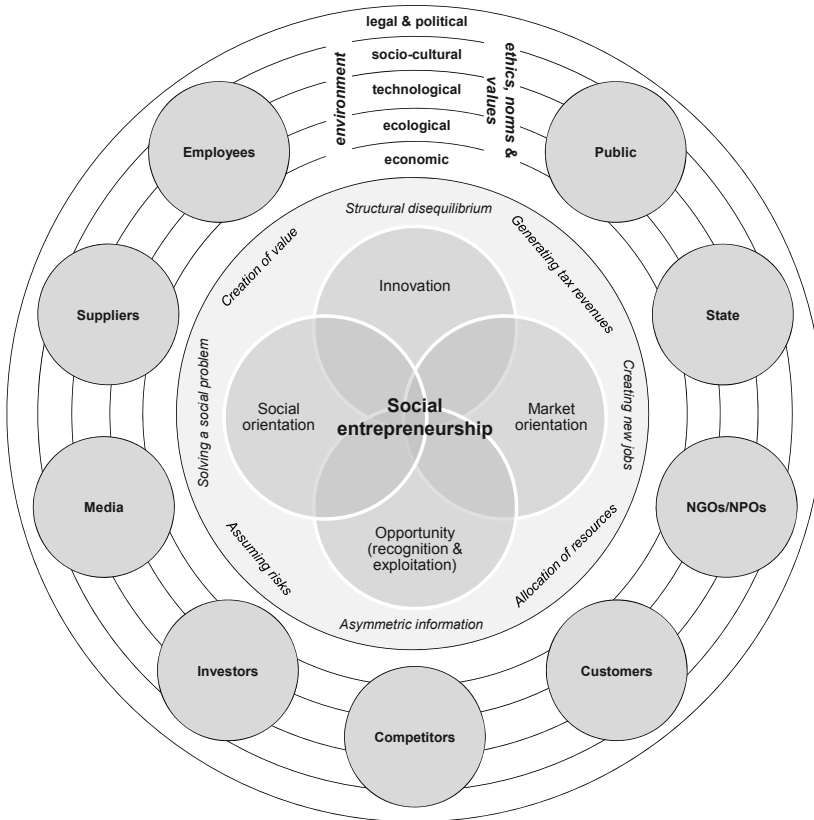 legal & political
socio-cultural
technological
ecological
economic
environment
ethics, norms &
values
Employees
Public
Suppliers
State
Media
NGOs/NPOs
Investors
Customers
Competitors
Structural disequilibrium
Creation of value
Generating tax revenues
Solving a social problem
Creating new jobs
Assuming risks
Allocation of resources
Asymmetric information
Innovation
Social
orientation
Social
entrepreneurship
Market
orientation
Opportunity
(recognition &
exploitation)